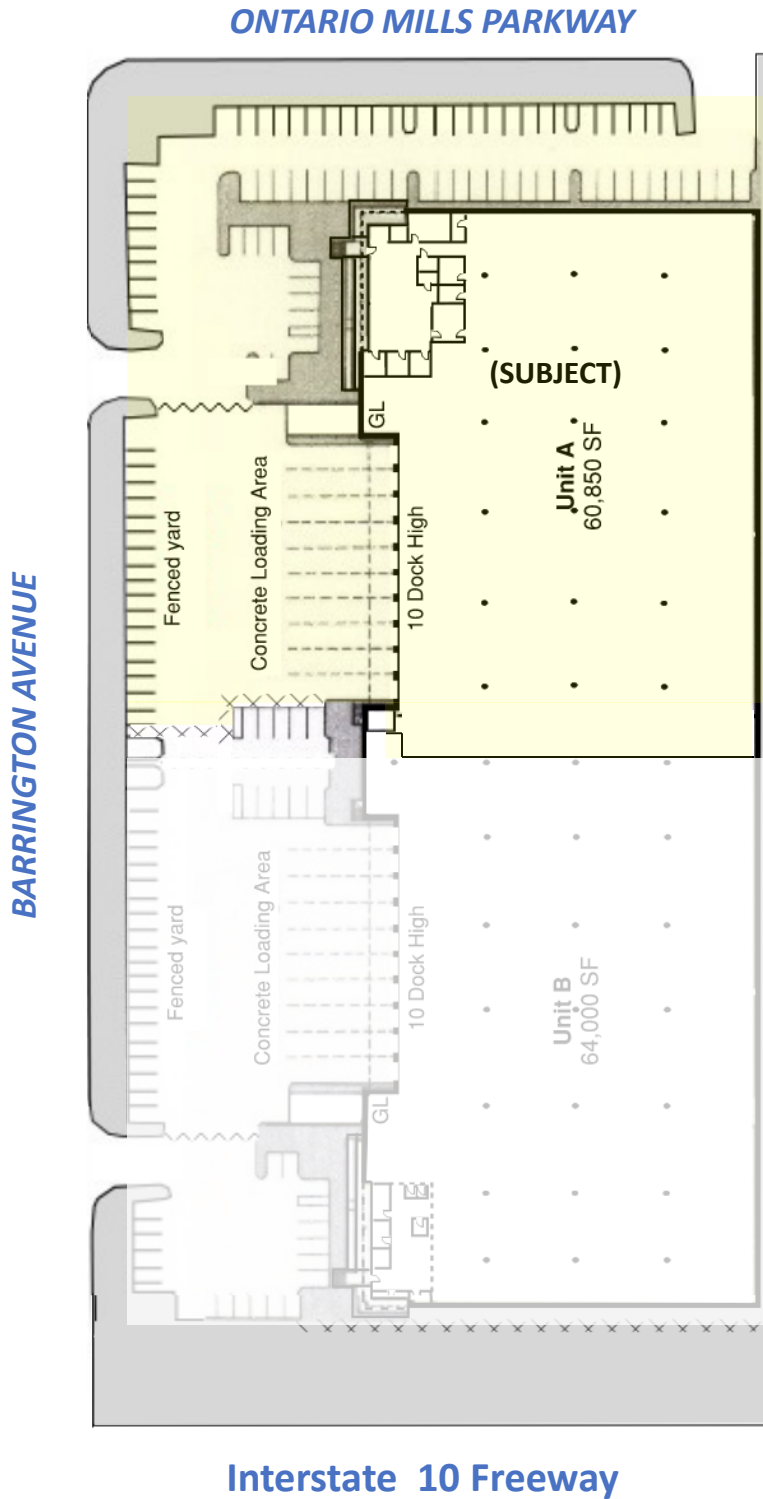 ONTARIO MILLS PARKWAY
(SUBJECT)
GL
Unit A
60,850 SF
10 Dock High
Concrete Loading Area
Fenced yard
BARRINGTON AVENUE
Fenced yard
Concrete Loading Area
10 Dock High
Unit B
64,000 SF
GL
Interstate 10 Freeway